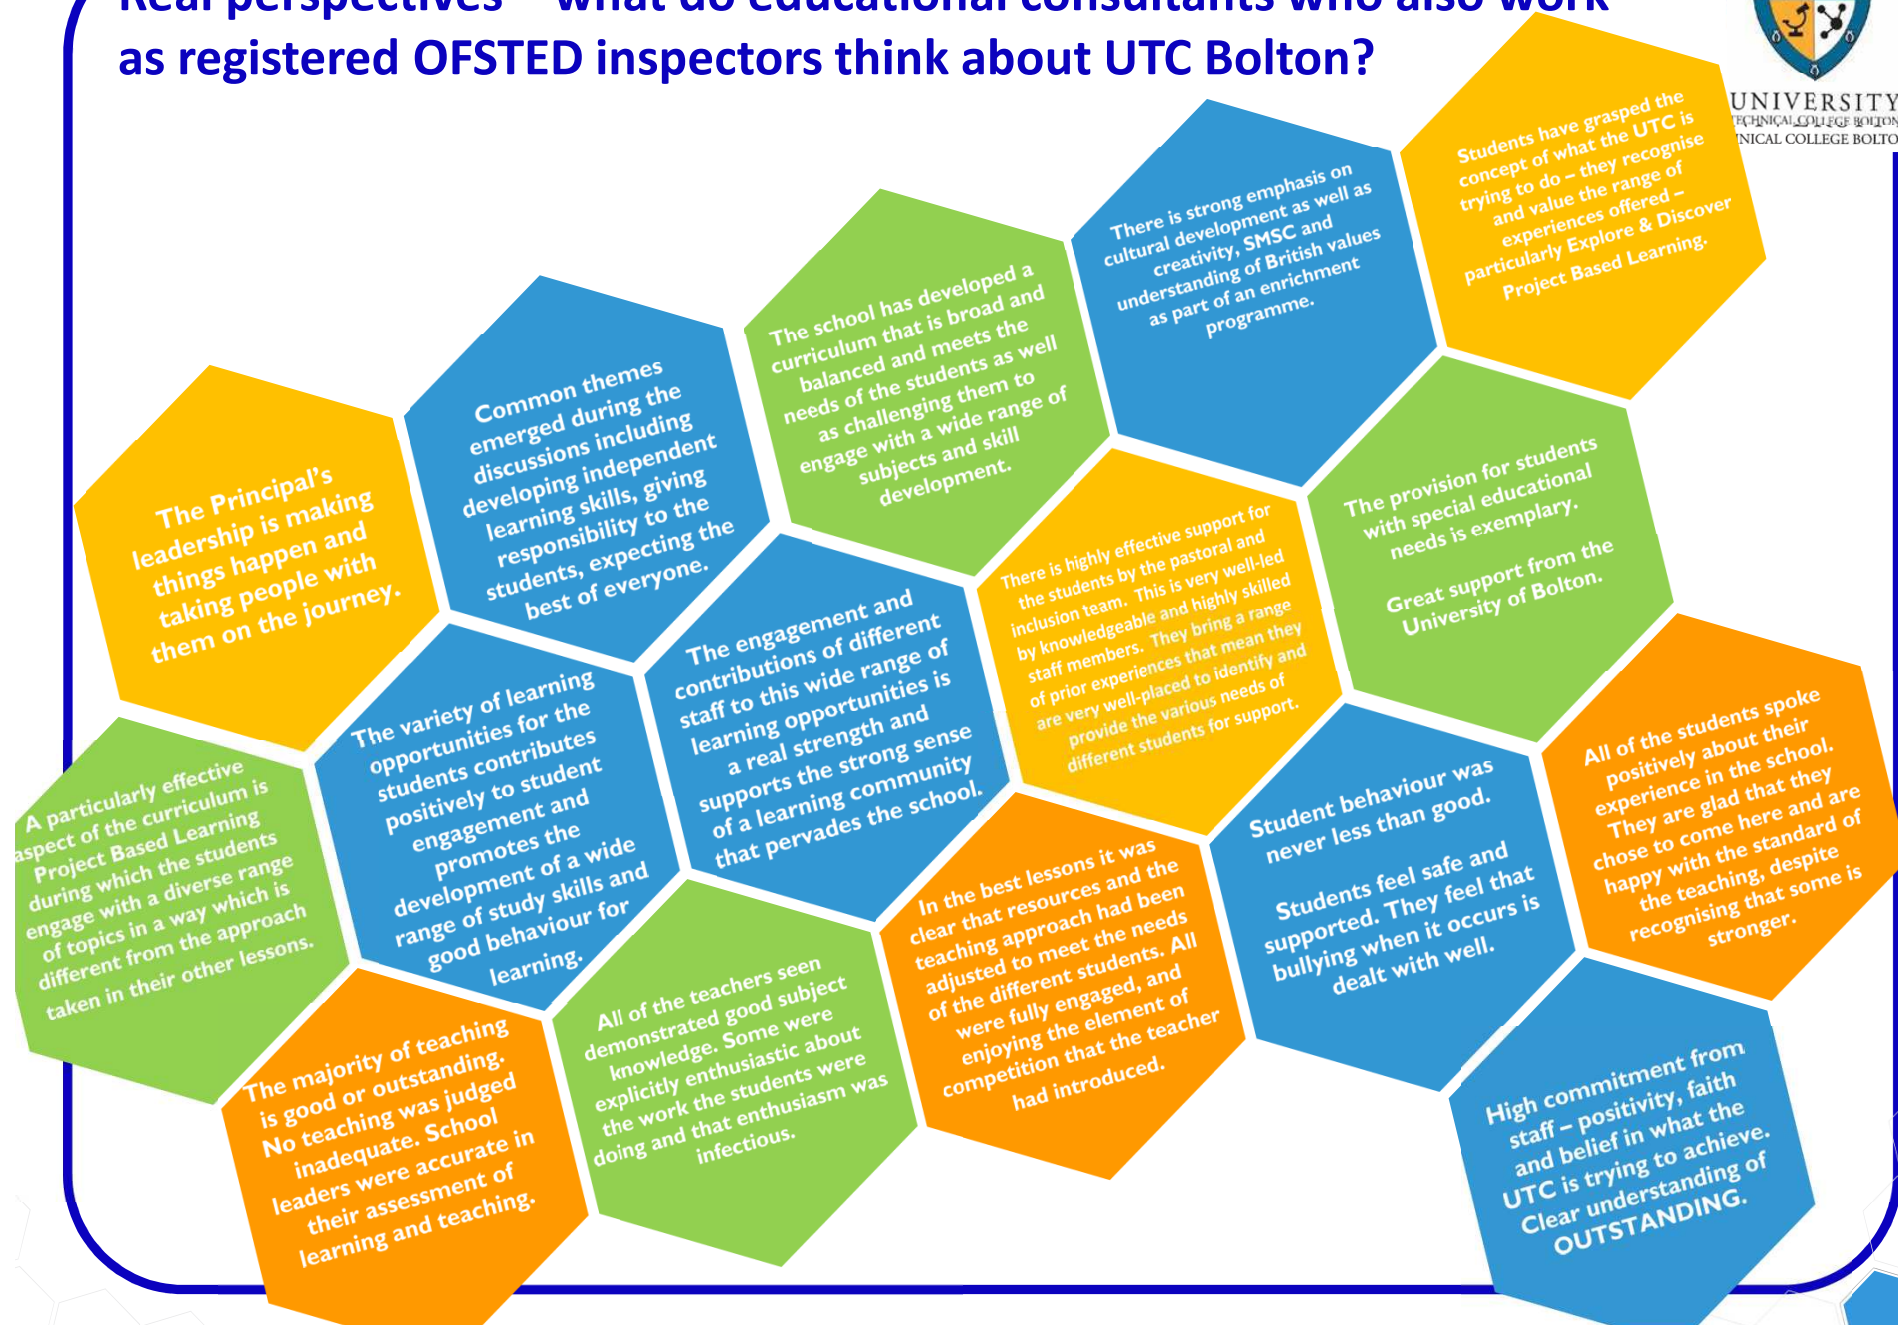 Real perspectives – what do educational consultants who also work
as registered OFSTED inspectors think about UTC Bolton?
UNIVERSITY
TECHNICAL COLLEGE BOLTON
NICAL COLLEGE BOLTO
Students have grasped the
concept of what the UTC is
trying to do – they recognise
and value the range of
experiences offered –
particularly Explore & Discover
Project Based Learning.
There is strong emphasis on
cultural development as well as
creativity, SMSC and
understanding of British values
as part of an enrichment
programme.
The school has developed a
curriculum that is broad and
balanced and meets the
needs of the students as well
as challenging them to
engage with a wide range of
subjects and skill
development.
Common themes
emerged during the
discussions including
developing independent
learning skills, giving
responsibility to the
students, expecting the
best of everyone.
The Principal's
leadership is making
things happen and
taking people with
them on the journey.
The provision for students
with special educational
needs is exemplary.
Great support from the
University of Bolton.
There is highly effective support for
the students by the pastoral and
inclusion team. This is very well-led
by knowledgeable and highly skilled
staff members. They bring a range
of prior experiences that mean they
are very well-placed to identify and
provide the various needs of
different students for support.
The engagement and
contributions of different
staff to this wide range of
learning opportunities is
a real strength and
supports the strong sense
of a learning community
that pervades the school.
The variety of learning
opportunities for the
students contributes
positively to student
engagement and
promotes the
development of a wide
range of study skills and
good behaviour for
learning.
A particularly effective
aspect of the curriculum is
Project Based Learning
during which the students
engage with a diverse range
of topics in a way which is
different from the approach
taken in their other lessons.
All of the students spoke
positively about their
experience in the school.
They are glad that they
chose to come here and are
happy with the standard of
the teaching, despite
recognising that some is
stronger.
Student behaviour was
never less than good.
Students feel safe and
supported. They feel that
bullying when it occurs is
dealt with well.
In the best lessons it was
clear that resources and the
teaching approach had been
adjusted to meet the needs
of the different students. All
were fully engaged, and
enjoying the element of
competition that the teacher
had introduced.
All of the teachers seen
demonstrated good subject
knowledge. Some were
explicitly enthusiastic about
the work the students were
doing and that enthusiasm was
infectious.
The majority of teaching
is good or outstanding.
No teaching was judged
inadequate. School
leaders were accurate in
their assessment of
learning and teaching.
High commitment from
staff – positivity, faith
and belief in what the
UTC is trying to achieve.
Clear understanding of
OUTSTANDING.